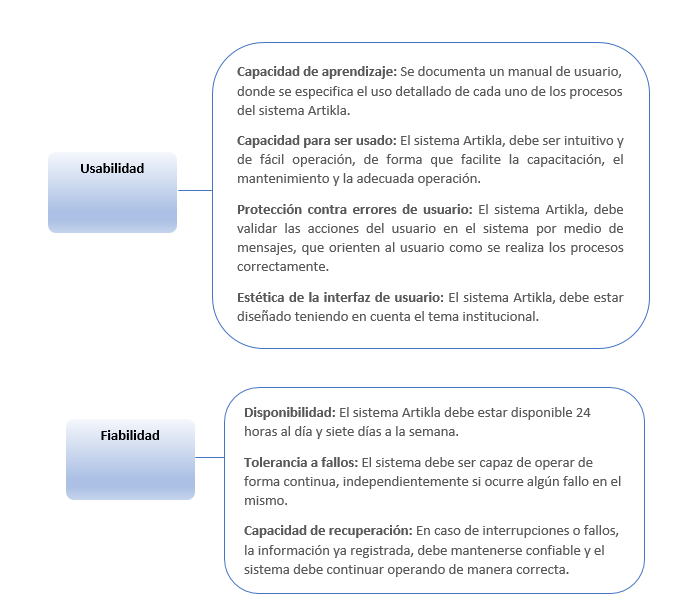 Usabilidad
Capacidad de aprendizaje: Se documenta un manual de usuario,
donde se especifica el uso detallado de cada uno de los procesos
del sistema Artikla.
Capacidad para ser usado: El sistema Artikla, debe ser intuitivo y
de fácil operación, de forma que facilite la capacitación, el
mantenimiento y la adecuada operación.
Protección contra errores de usuario: El sistema Artikla, debe
validar las acciones del usuario en el sistema por medio de
mensajes, que orienten al usuario como se realiza los procesos
correctamente.
Estética de la interfaz de usuario: El sistema Artikla, debe estar
diseñado teniendo en cuenta el tema institucional.
Fiabilidad
Disponibilidad: El sistema Artikla debe estar disponible 24
horas al día y siete días a la semana.
Tolerancia a fallos: El sistema debe ser capaz de operar de
forma continua, independientemente si ocurre algún fallo en el
mismo.
Capacidad de recuperación: En caso de interrupciones o fallos,
la información ya registrada, debe mantenerse confiable y el
sistema debe continuar operando de manera correcta.